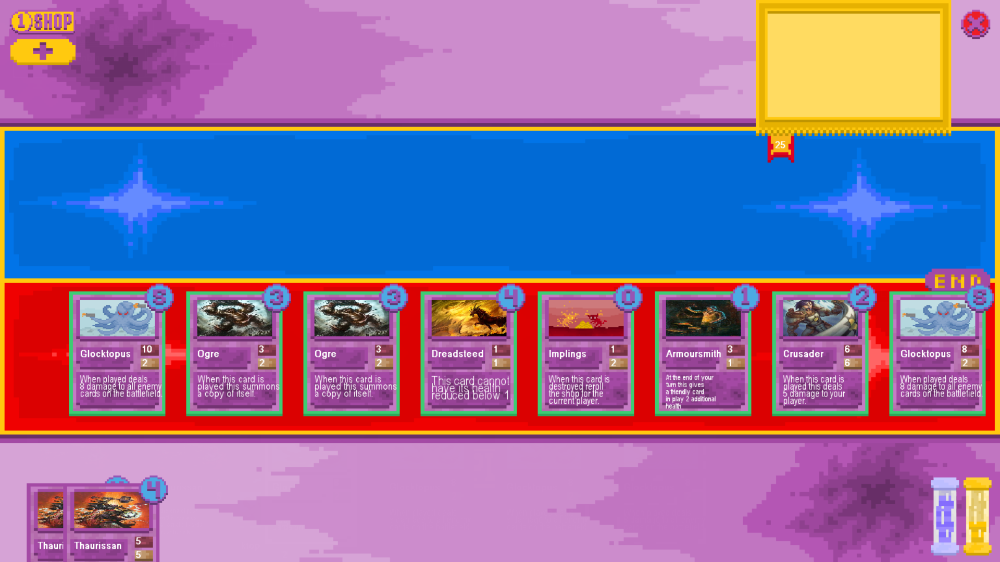 1 SHOP
+
25
END
8
Glocktopus
10
2
When played deals
8 damage to all enemy
cards on the battlefield.
3
Ogre
3
2
When this card is
played this summons
a copy of itself.
3
Ogre
3
2
When this card is
played this summons
a copy of itself.
4
Dreadsteed
1
1
This card cannot
have its health
reduced below 1.
0
Implings
1
2
When this card is
destroyed reroll
the shop for the
current player.
1
Armoursmith
3
1
At the end of your
turn this gives
a friendly card
in play 2 additional
health
2
Crusader
6
6
When this card is
played this deals
5 damage to your
player.
8
Glocktopus
8
2
When played deals
8 damage to all enemy
cards on the battlefield.
Thauri
4
Thaurissan
5
5